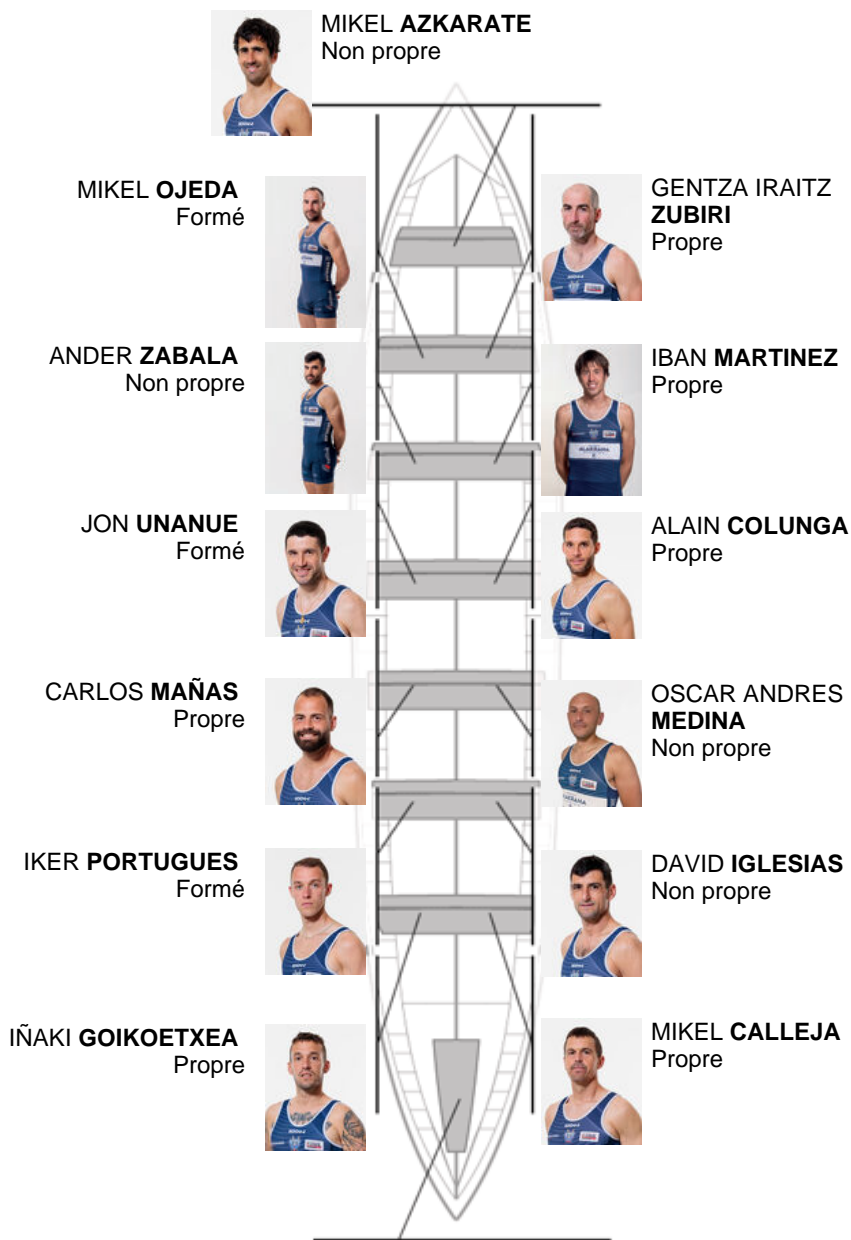 MIKEL AZKARATE
Non propre
MIKEL OJEDA
Formé
GENTZA IRAITZ
ZUBIRI
Propre
ANDER ZABALA
Non propre
IBAN MARTINEZ
Propre
JON UNANUE
Formé
ALAIN COLUNGA
Propre
CARLOS MAÑAS
Propre
OSCAR ANDRES
MEDINA
Non propre
IKER PORTUGUES
Formé
DAVID IGLESIAS
Non propre
IÑAKI GOIKOETXEA
Propre
MIKEL CALLEJA
Propre